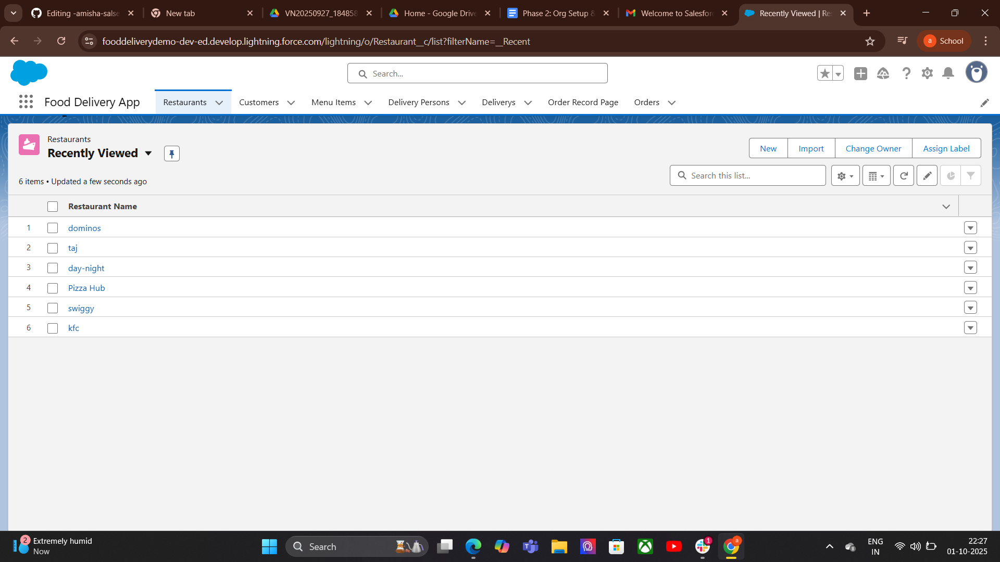 Editing -amisha-salse
New tab
VN20250927_184858
Home - Google Drive
Phase 2: Org Setup &
Welcome to Salesfor
Recently Viewed | Re
fooddeliverydemo-dev-ed.develop.lightning.force.com/lightning/o/Restaurant__c/list?filterName=__Recent
a School
Search...
Food Delivery App
Restaurants
Customers
Menu Items
Delivery Persons
Deliverys
Order Record Page
Orders
Restaurants
Recently Viewed
New
Import
Change Owner
Assign Label
6 items • Updated a few seconds ago
Search this list...
Restaurant Name
1 dominos
2 taj
3 day-night
4 Pizza Hub
5 swiggy
6 kfc
2
Extremely humid
Now
Search
1
a
ENG
IN
22:27
01-10-2025